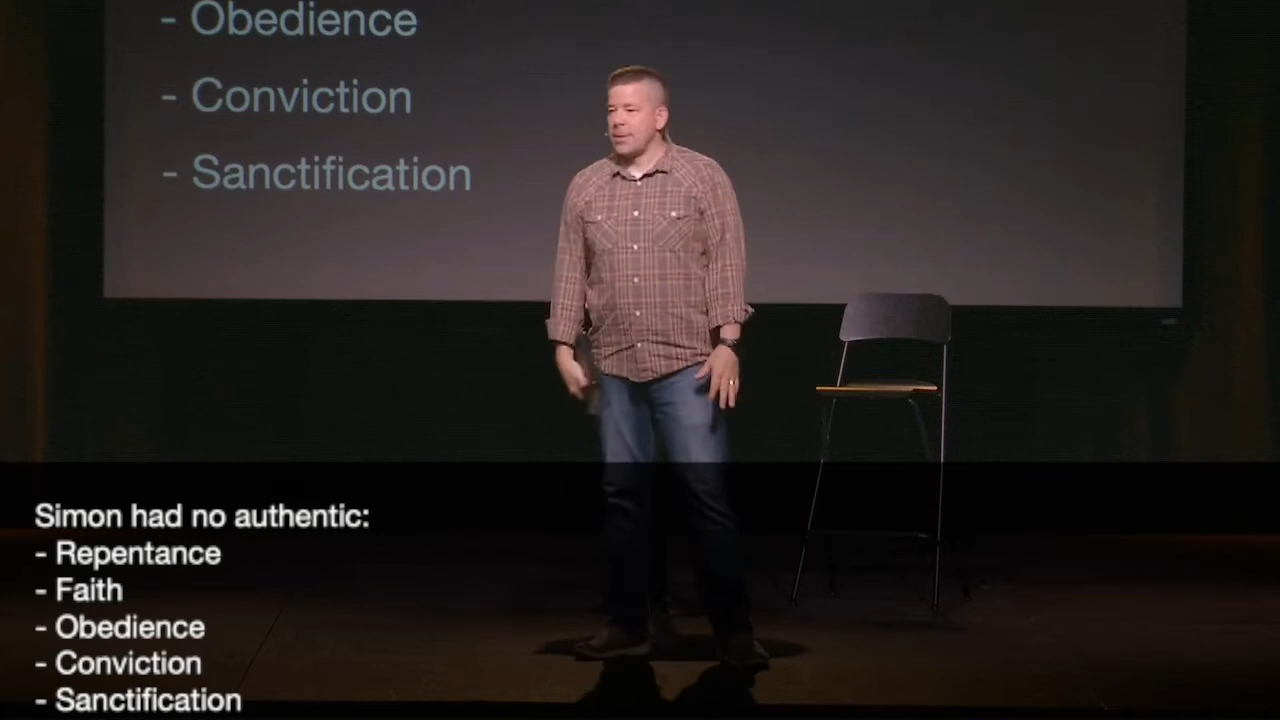 - Obedience
- Conviction
- Sanctification
Simon had no authentic:
- Repentance
- Faith
- Obedience
- Conviction
- Sanctification